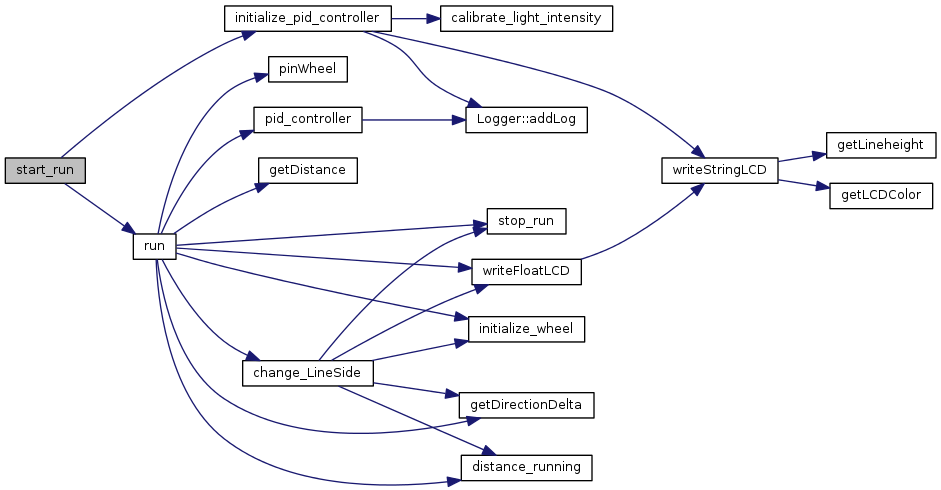 initialize_pid_controller
calibrate_light_intensity
pinWheel
pid_controller
Logger::addLog
getLineheight
start_run
getDistance
writeStringLCD
getLCDColor
stop_run
run
writeFloatLCD
initialize_wheel
change_LineSide
getDirectionDelta
distance_running